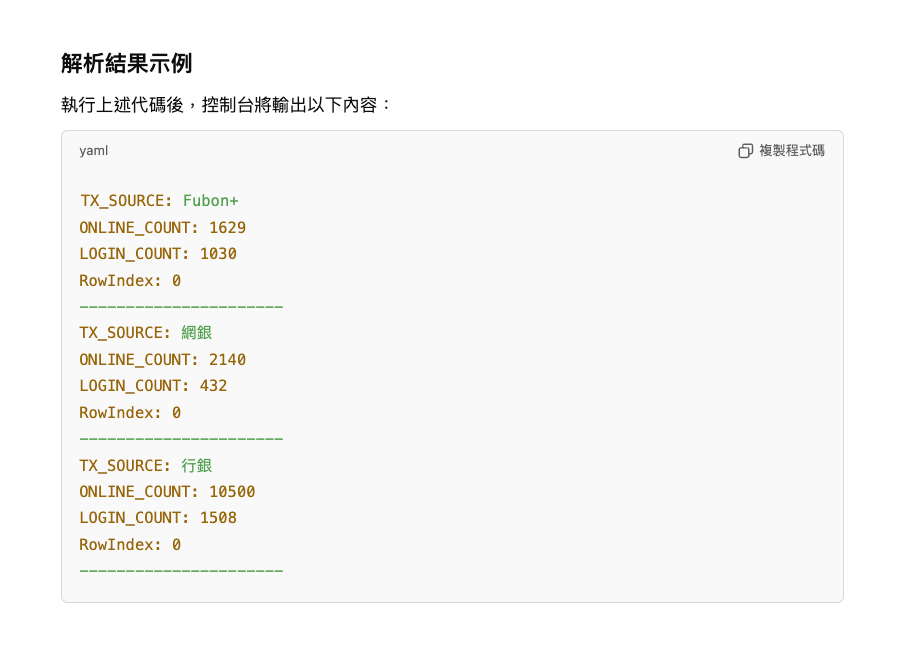 解析結果示例
執行上述代碼後，控制台將輸出以下內容：
yaml
複製程式碼
TX_SOURCE: Fubon+
ONLINE_COUNT: 1629
LOGIN_COUNT: 1030
RowIndex: 0
----------------------
TX_SOURCE: 網銀
ONLINE_COUNT: 2140
LOGIN_COUNT: 432
RowIndex: 0
----------------------
TX_SOURCE: 行銀
ONLINE_COUNT: 10500
LOGIN_COUNT: 1508
RowIndex: 0
----------------------